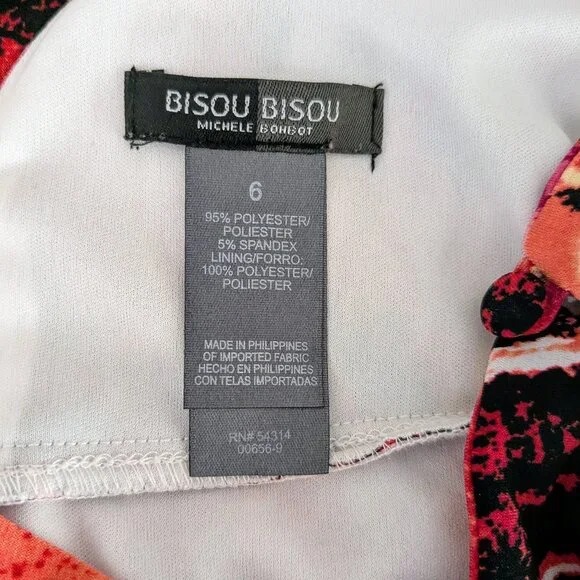 BISOU BISOU
MICHELE BOHBOT
6
95% POLYESTER/
POLIESTER
5% SPANDEX
LINING/FORRO:
100% POLYESTER/
POLIESTER
MADE IN PHILIPPINES
OF IMPORTED FABRIC
HECHO EN PHILIPPINES
CON TELAS IMPORTADAS
RN# 54314
00656-9